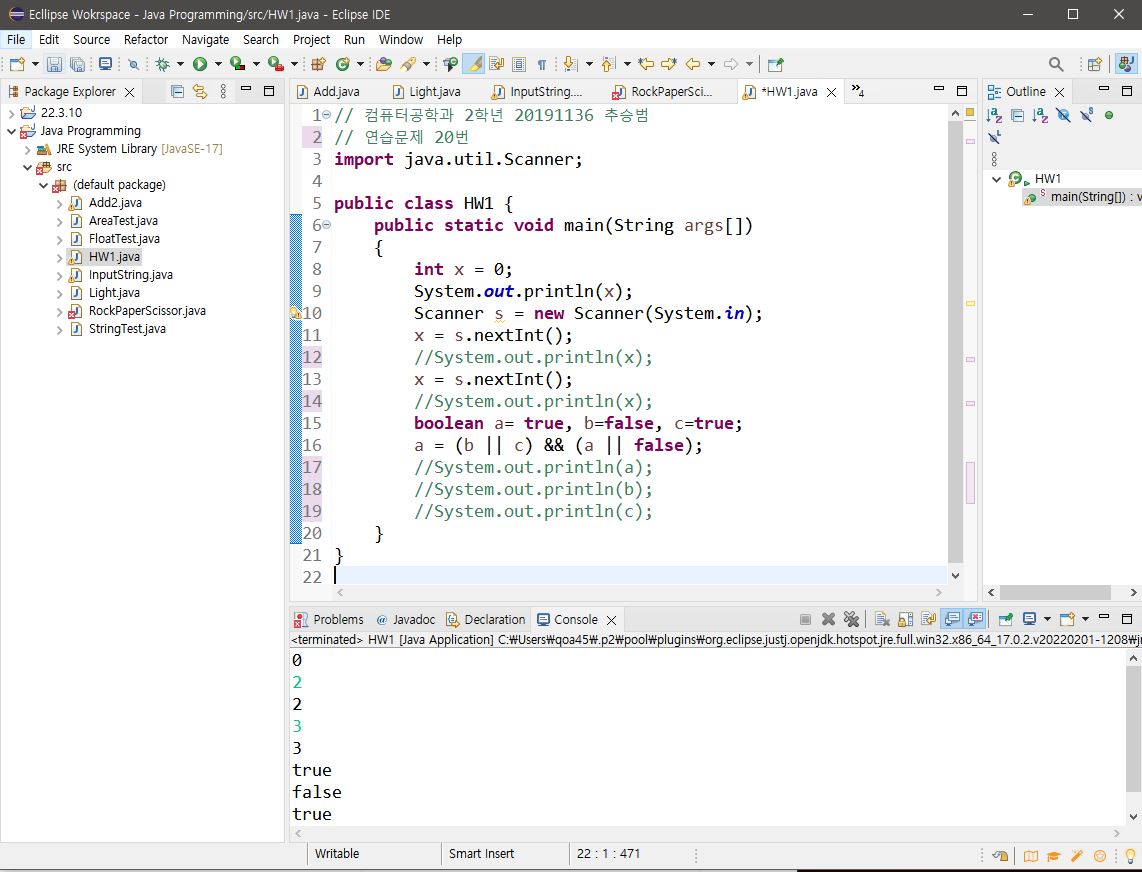 Ecllipse Wokrspace - Java Programming/src/HW1.java - Eclipse IDE
File Edit Source Refactor Navigate Search Project Run Window Help
Package Explorer
22.3.10
Java Programming
JRE System Library [JavaSE-17]
src
(default package)
Add2.java
AreaTest.java
FloatTest.java
HW1.java
InputString.java
Light.java
RockPaperScissor.java
StringTest.java
Add.java Light.java InputString.... RockPaperSci... *HW1.java »4
1 // 컴퓨터공학과 2학년 20191136 추승범
2 // 연습문제 20번
3 import java.util.Scanner;
4
5 public class HW1 {
6 public static void main(String args[])
7 {
8 int x = 0;
9 System.out.println(x);
10 Scanner s = new Scanner(System.in);
11 x = s.nextInt();
12 //System.out.println(x);
13 x = s.nextInt();
14 //System.out.println(x);
15 boolean a= true, b=false, c=true;
16 a = (b || c) && (a || false);
17 //System.out.println(a);
18 //System.out.println(b);
19 //System.out.println(c);
20 }
21 }
22
Outline
HW1
main(String[]) : v
Problems @ Javadoc Declaration Console
<terminated> HW1 [Java Application] C:₩Users₩qoa45₩.p2₩pool₩plugins₩org.eclipse.justj.openjdk.hotspot.jre.full.win32.x86_64_17.0.2.v20220201-1208₩jr
0
2
2
3
3
true
false
true
Writable Smart Insert 22 : 1 : 471